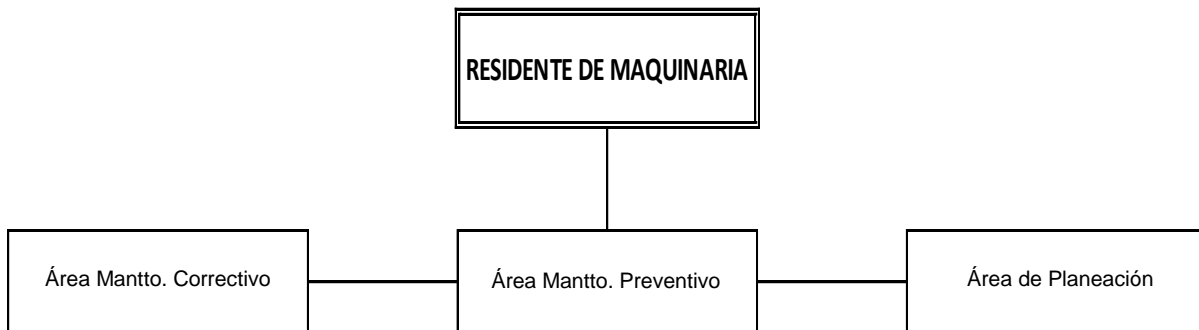 RESIDENTE DE MAQUINARIA
Área Mantto. Correctivo
Área Mantto. Preventivo
Área de Planeación